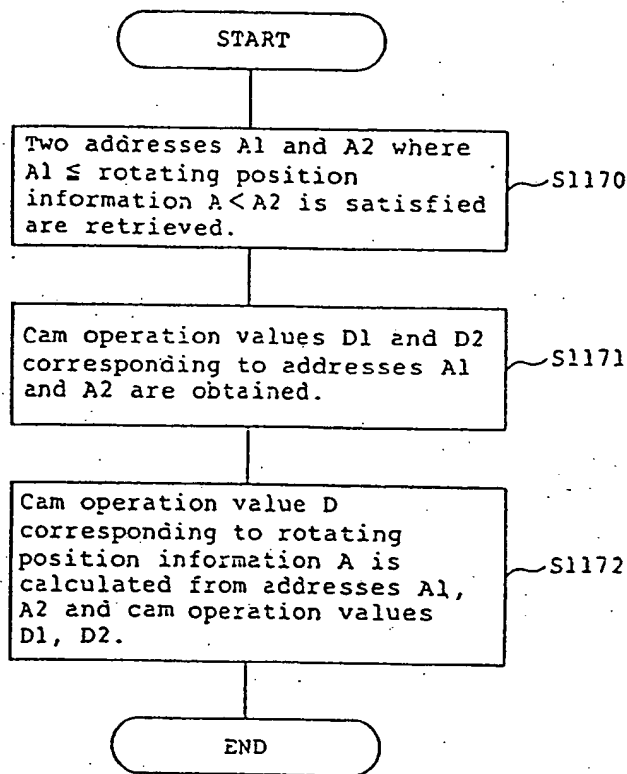 START
Two addresses A1 and A2 where
A1 ≦ rotating position
information A < A2 is satisfied
are retrieved.
S1170
Cam operation values D1 and D2
corresponding to addresses A1
and A2 are obtained.
S1171
Cam operation value D
corresponding to rotating
position information A is
calculated from addresses A1,
A2 and cam operation values
D1, D2.
S1172
END